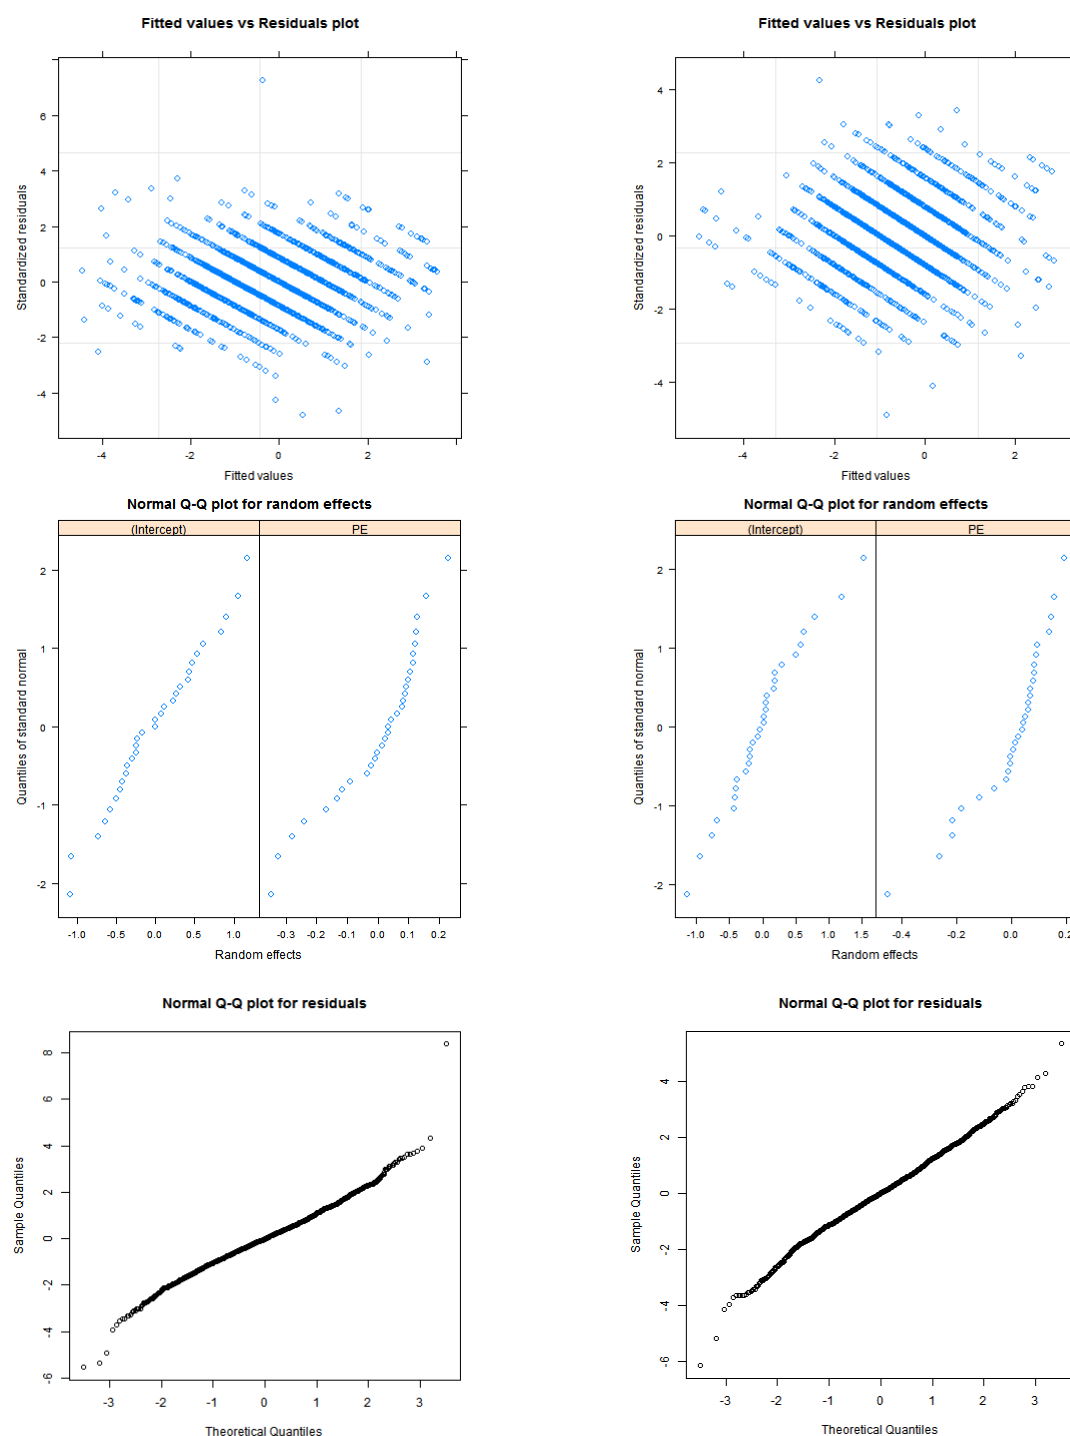 Fitted values vs Residuals plot
Fitted values vs Residuals plot
Standardized residuals
6
4
2
0
-2
-4
-4 -2 0 2
Fitted values
Standardized residuals
4
2
0
-2
-4
-4 -2 0 2
Fitted values
Normal Q-Q plot for random effects
Normal Q-Q plot for random effects
(Intercept) PE
Quantiles of standard normal
2
1
0
-1
-2
-1.0 -0.5 0.0 0.5 1.0 -0.3 -0.2 -0.1 0.0 0.1 0.2
Random effects
(Intercept) PE
Quantiles of standard normal
2
1
0
-1
-2
-1.0 -0.5 0.0 0.5 1.0 1.5 -0.4 -0.2 0.0 0.2
Random effects
Normal Q-Q plot for residuals
Normal Q-Q plot for residuals
Sample Quantiles
8
6
4
2
0
-2
-4
-6
-3 -2 -1 0 1 2 3
Theoretical Quantiles
Sample Quantiles
4
2
0
-2
-4
-6
-3 -2 -1 0 1 2 3
Theoretical Quantiles